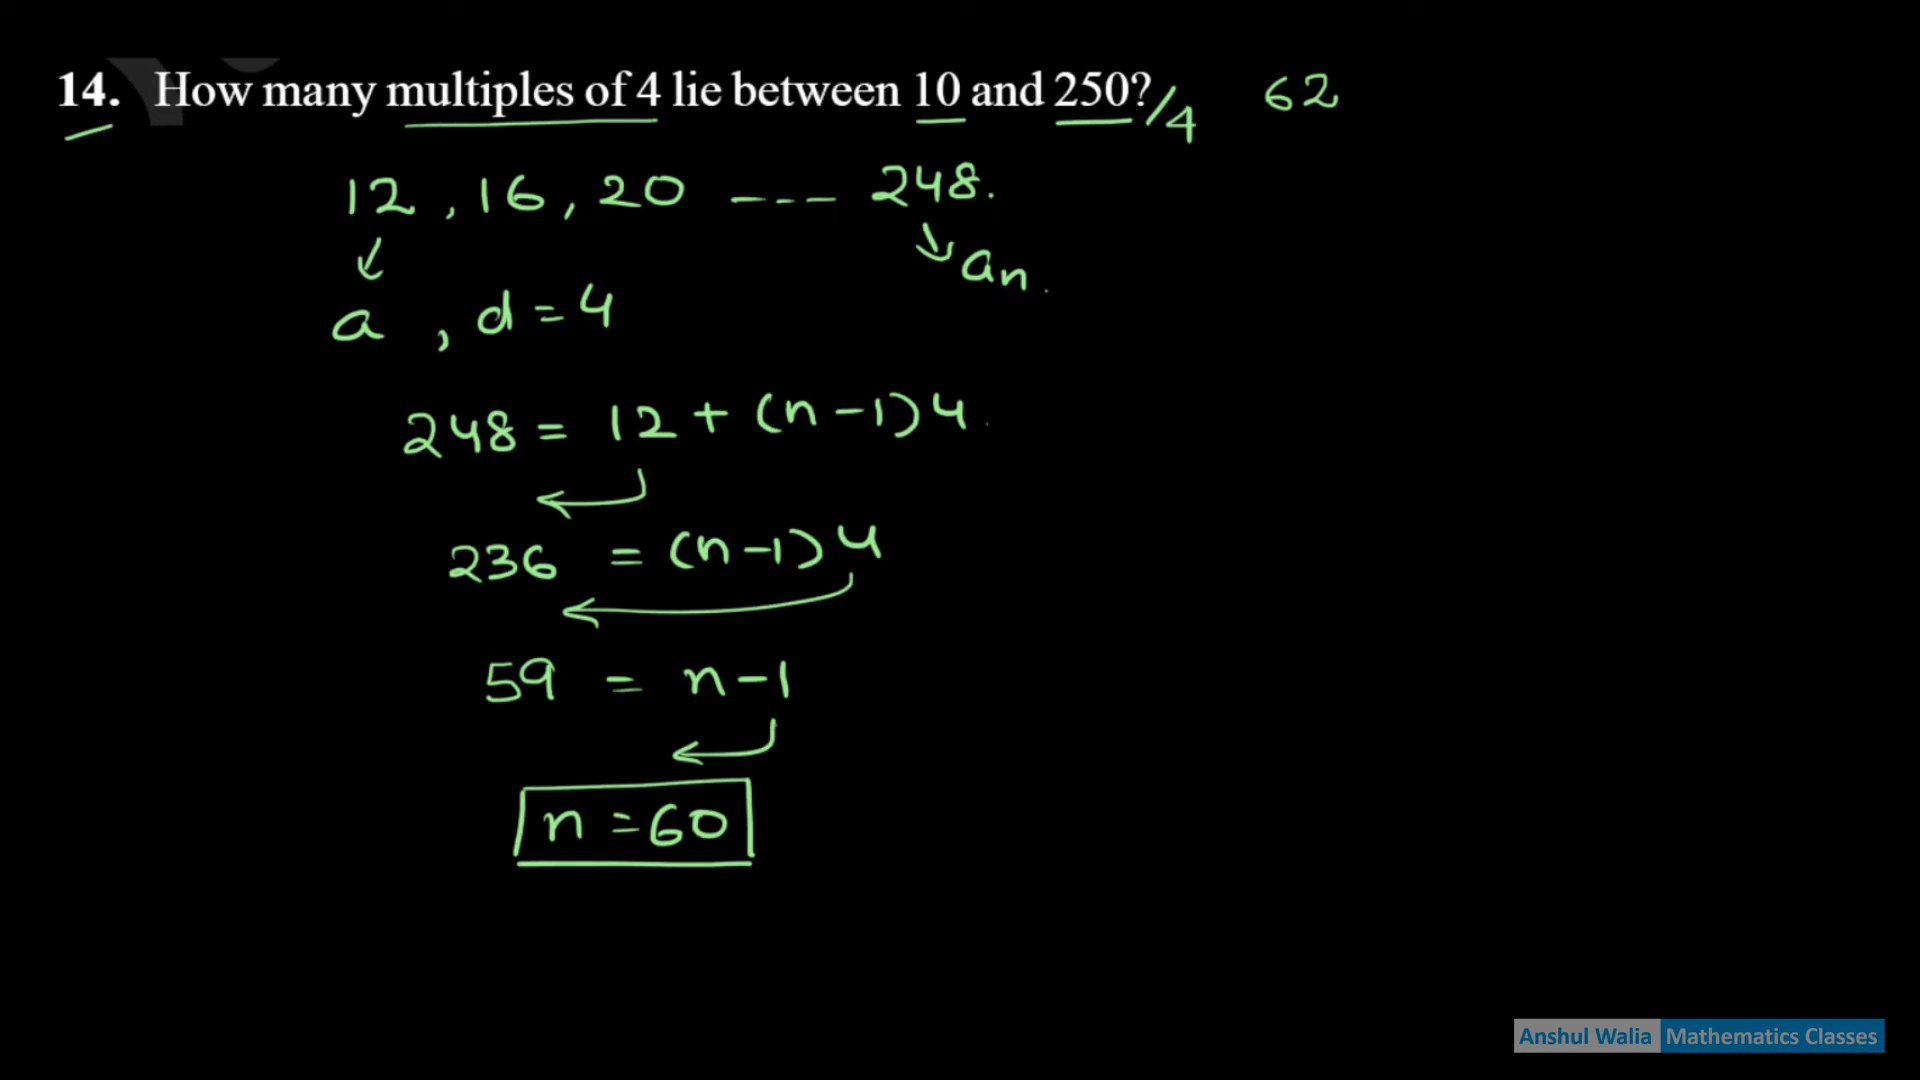 14. How many multiples of 4 lie between 10 and 250? /4 62
12, 16, 20 ---- 248.
a , d = 4
an.
248 = 12 + (n-1)4
236 = (n-1)4
59 = n-1
n = 60
Anshul Walia Mathematics Classes